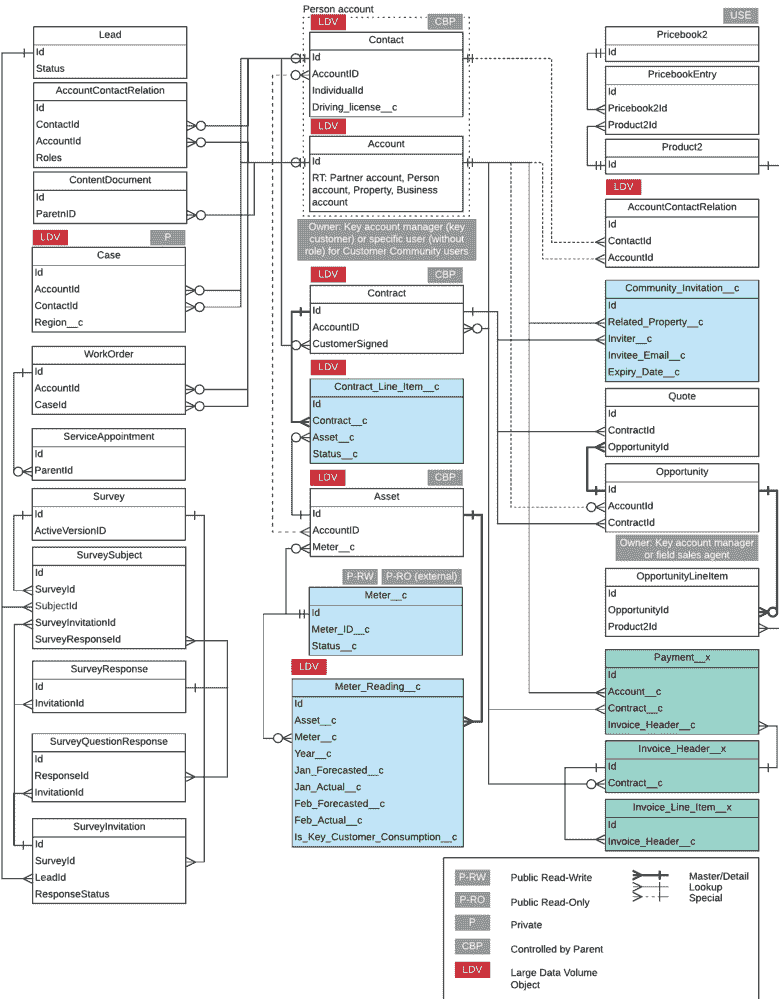 Person account
Lead
Id
Status
AccountContactRelation
Id
ContactId
AccountId
Roles
ContentDocument
Id
ParetnID
LDV
P
Case
Id
AccountId
ContactId
Region__c
WorkOrder
Id
AccountId
CaseId
ServiceAppointment
Id
ParentId
Survey
Id
ActiveVersionID
SurveySubject
Id
SurveyId
SubjectId
SurveyInvitationId
SurveyResponseId
SurveyResponse
Id
InvitationId
SurveyQuestionResponse
Id
ResponseId
InvitationId
SurveyInvitation
Id
SurveyId
LeadId
ResponseStatus
LDV
CBP
Contact
Id
AccountID
IndividualId
Driving_license__c
LDV
Account
Id
RT: Partner account, Person
account, Property, Business
account
Owner: Key account manager (key
customer) or specific user (without
role) for Customer Community users
LDV
CBP
Contract
Id
AccountID
CustomerSigned
LDV
Contract_Line_Item__c
Id
Contract__c
Asset__c
Status__c
LDV
CBP
Asset
Id
AccountID
Meter__c
P-RW
P-RO (external)
Meter__c
Id
Meter_ID__c
Status__c
LDV
Meter_Reading__c
Id
Asset__c
Meter__c
Year__c
Jan_Forecasted__c
Jan_Actual__c
Feb_Forecasted__c
Feb_Actual__c
Is_Key_Customer_Consumption__c
USE
Pricebook2
Id
PricebookEntry
Id
Pricebook2Id
Product2Id
Product2
Id
LDV
AccountContactRelation
Id
ContactId
AccountId
Community_Invitation__c
Id
Related_Property__c
Inviter__c
Invitee_Email__c
Expiry_Date__c
Quote
Id
ContractId
OpportunityId
Opportunity
Id
AccountId
ContractId
Owner: Key account manager
or field sales agent
OpportunityLineItem
Id
OpportunityId
Product2Id
Payment__x
Id
Account__c
Contract__c
Invoice_Header__c
Invoice_Header__x
Id
Contract__c
Invoice_Line_Item__x
Id
Invoice_Header__c
P-RW Public Read-Write
P-RO Public Read-Only
P Private
CBP Controlled by Parent
LDV Large Data Volume
Object
Master/Detail
Lookup
Special